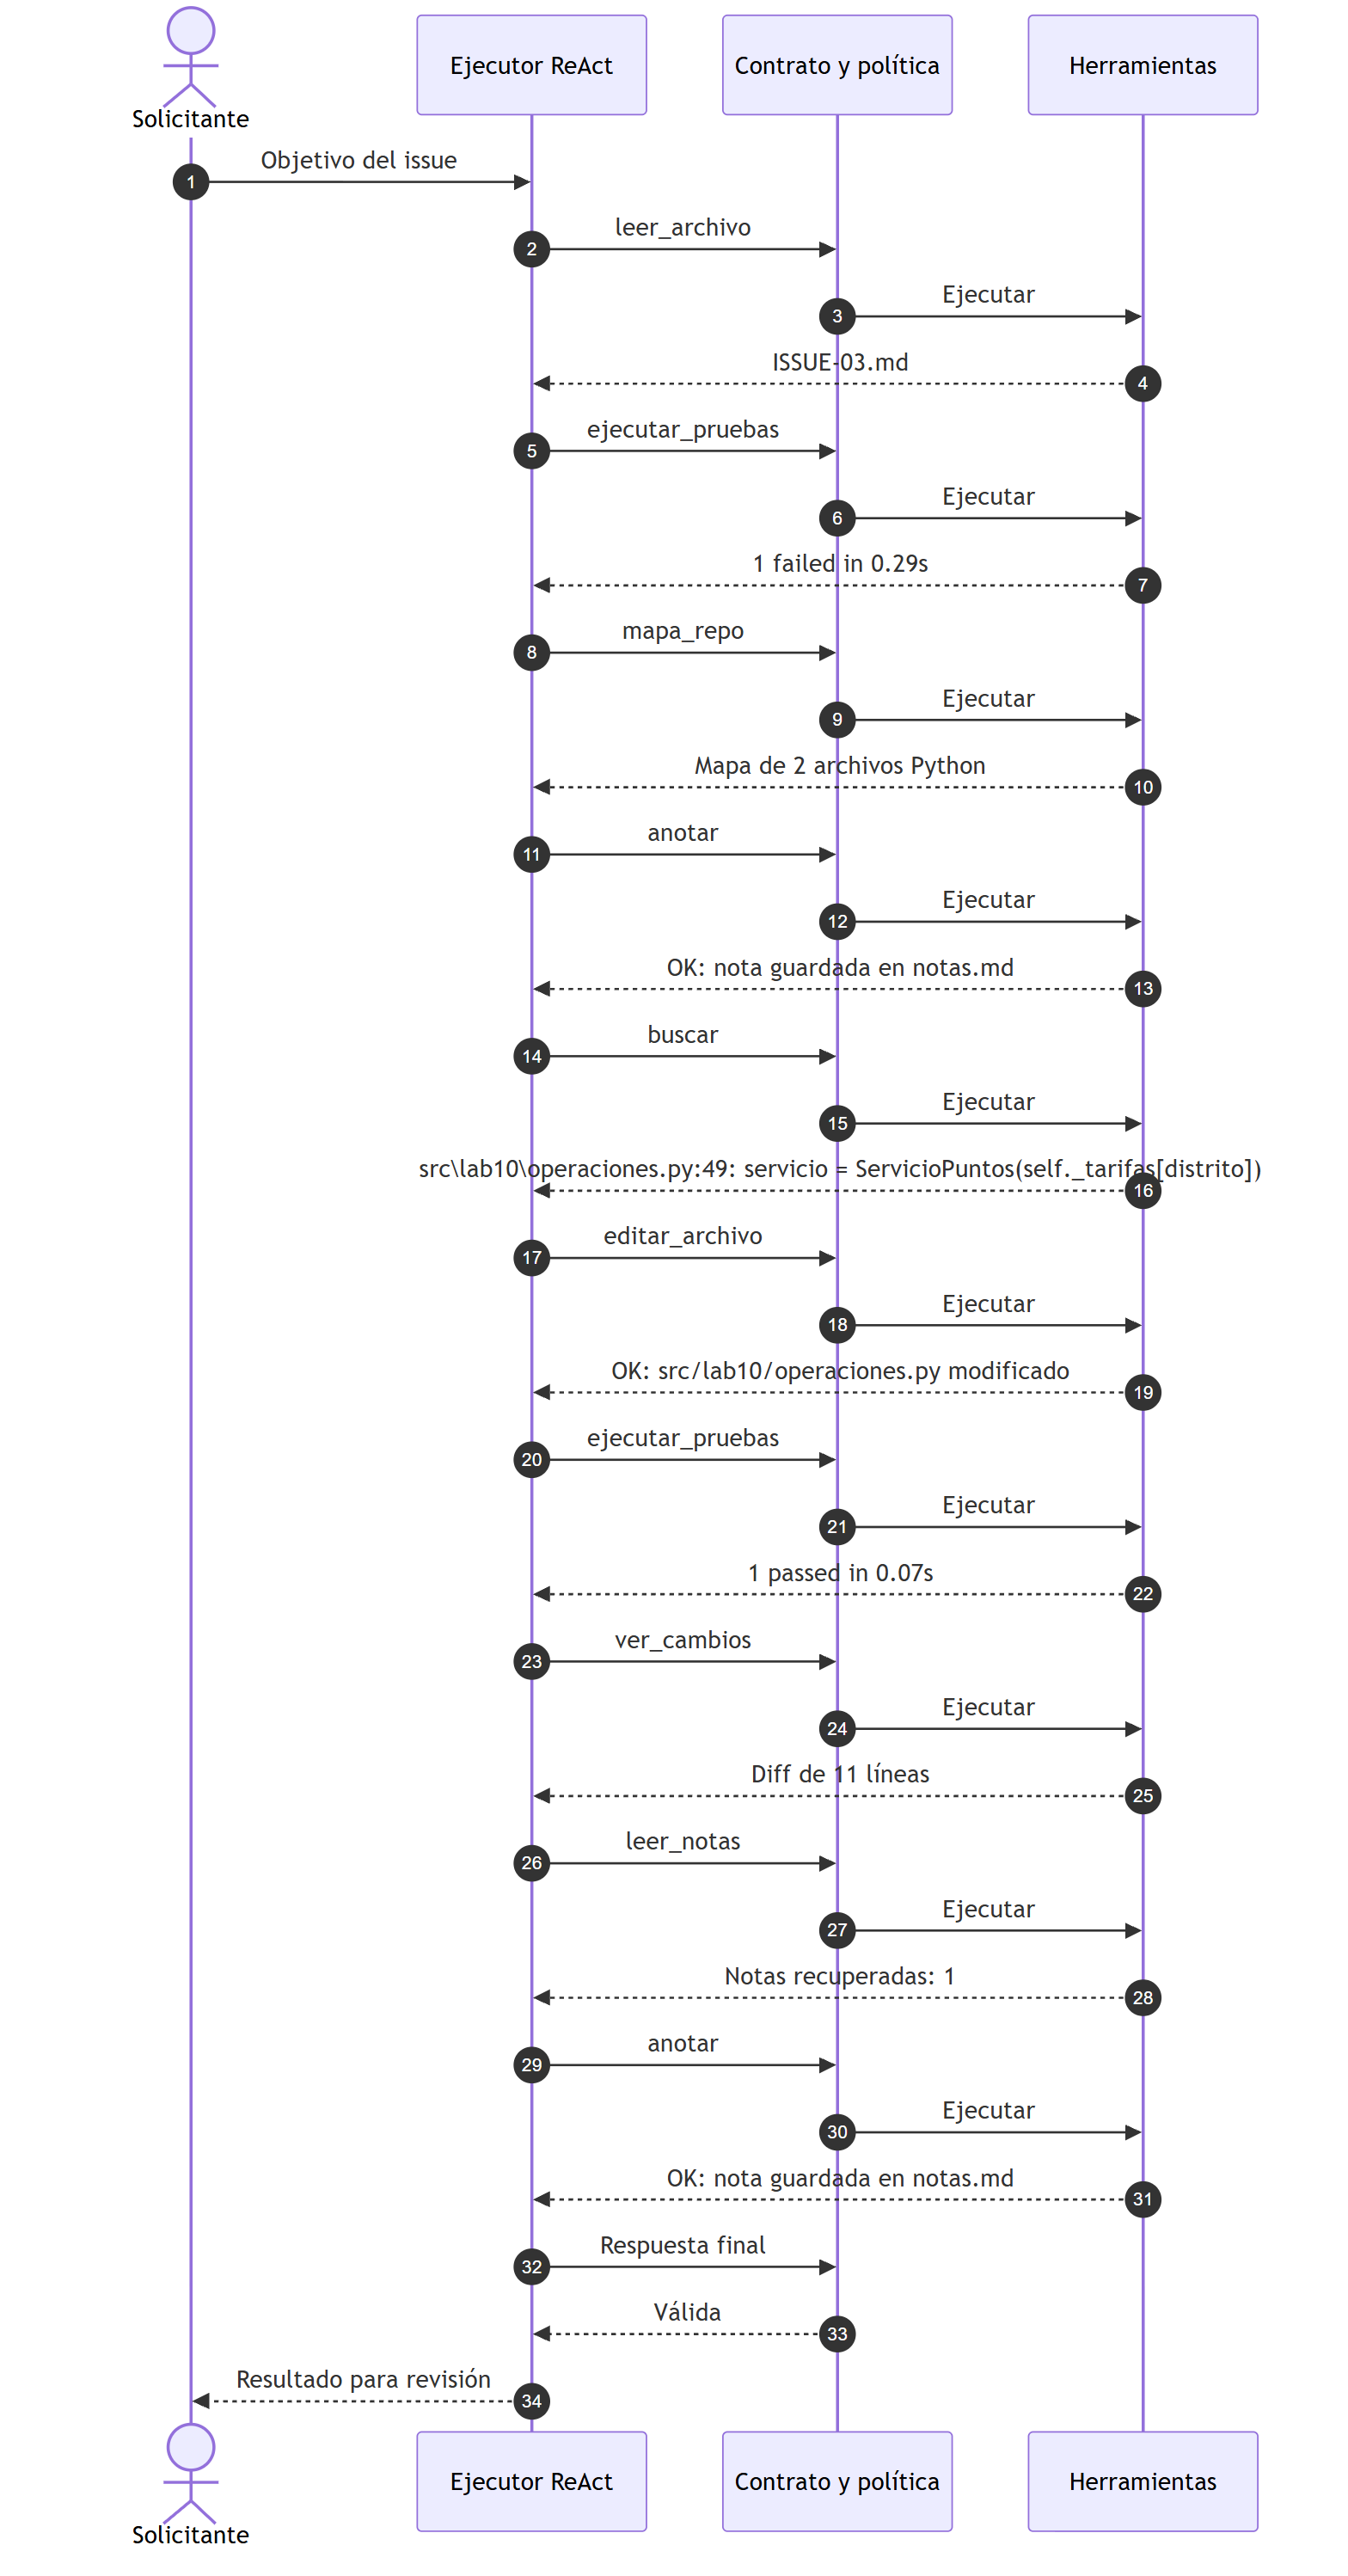 Solicitante
Ejecutor ReAct
Contrato y política
Herramientas
Objetivo del issue
1
leer_archivo
2
Ejecutar
3
ISSUE-03.md
4
ejecutar_pruebas
5
Ejecutar
6
1 failed in 0.29s
7
mapa_repo
8
Ejecutar
9
Mapa de 2 archivos Python
10
anotar
11
Ejecutar
12
OK: nota guardada en notas.md
13
buscar
14
Ejecutar
15
src\lab10\operaciones.py:49: servicio = ServicioPuntos(self._tarifas[distrito])
16
editar_archivo
17
Ejecutar
18
OK: src/lab10/operaciones.py modificado
19
ejecutar_pruebas
20
Ejecutar
21
1 passed in 0.07s
22
ver_cambios
23
Ejecutar
24
Diff de 11 líneas
25
leer_notas
26
Ejecutar
27
Notas recuperadas: 1
28
anotar
29
Ejecutar
30
OK: nota guardada en notas.md
31
Respuesta final
32
Válida
33
Resultado para revisión
34
Solicitante
Ejecutor ReAct
Contrato y política
Herramientas